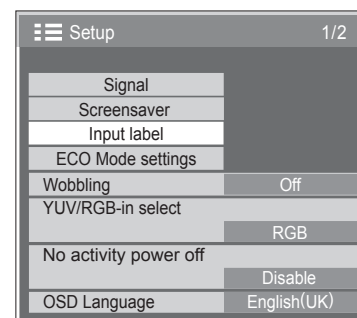 Setup 1/2
Signal
Screensaver
Input label
ECO Mode settings
Wobbling Off
YUV/RGB-in select
RGB
No activity power off
Disable
OSD Language English(UK)